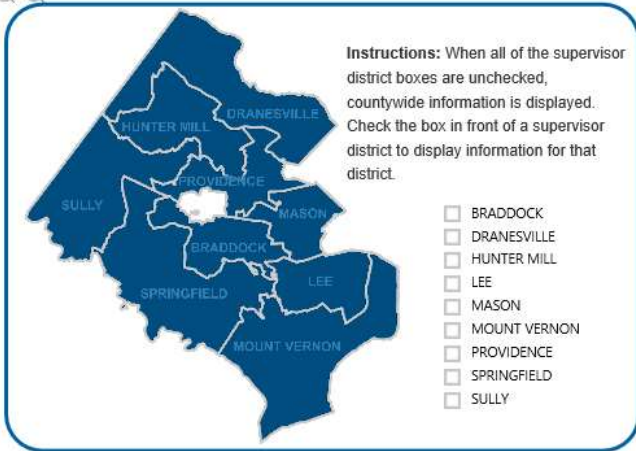 Instructions: When all of the supervisor
district boxes are unchecked,
countywide information is displayed.
Check the box in front of a supervisor
district to display information for that
district.
DRANESVILLE
HUNTER MILL
PROVIDENCE
SULLY
MASON
BRADDOCK
LEE
SPRINGFIELD
MOUNT VERNON
BRADDOCK
DRANESVILLE
HUNTER MILL
LEE
MASON
MOUNT VERNON
PROVIDENCE
SPRINGFIELD
SULLY